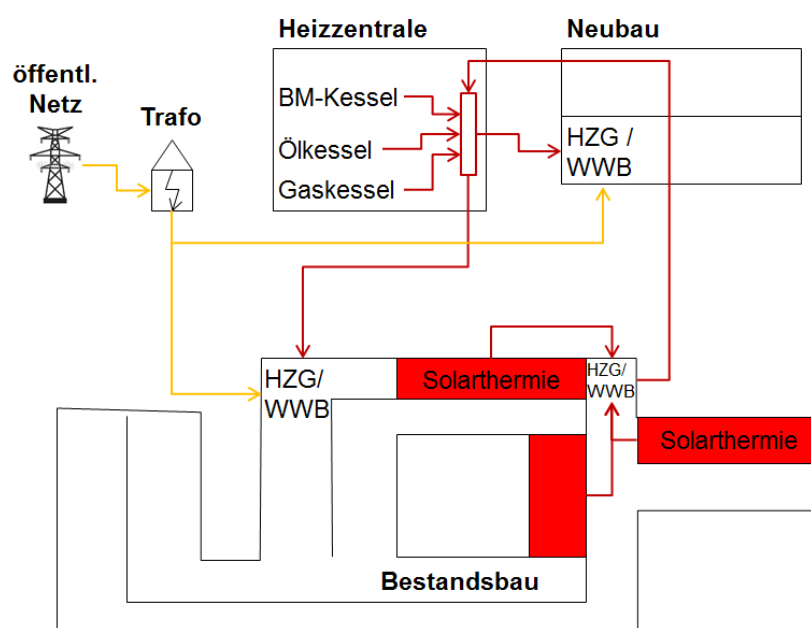 Heizzentrale
Neubau
öffentl.
Netz
Trafo
BM-Kessel
Ölkessel
Gaskessel
HZG /
WWB
HZG/
WWB
Solarthermie
HZG/
WWB
Solarthermie
Bestandsbau